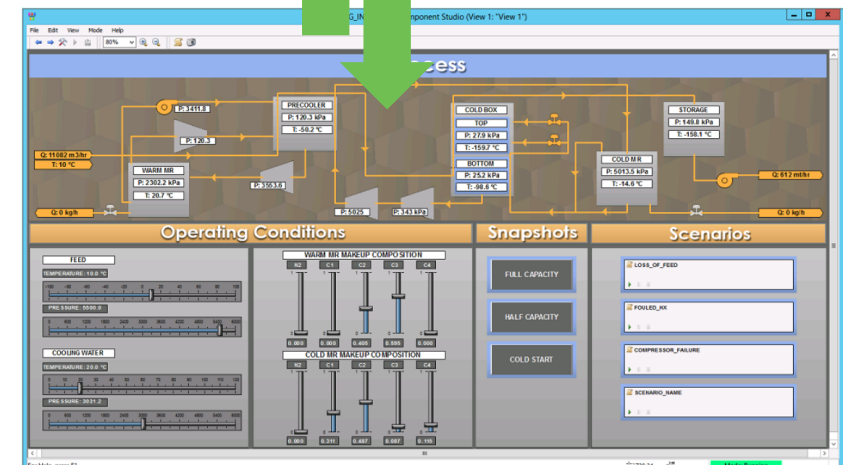 Component Studio (View 1: "View 1")
File Edit View Mode Help
80%
cess
P: 3411.8
P: 120.3
PRECOOLER
P: 120.3 kPa
T: -50.2 °C
COLD BOX
TOP
P: 27.9 kPa
T: -159.7 °C
BOTTOM
P: 25.2 kPa
T: -98.6 °C
STORAGE
P: 149.8 kPa
T: -158.1 °C
Q: 11082 m3/hr
T: 10 °C
WARM MR
P: 2302.2 kPa
T: 20.7 °C
P: 3553.6
COLD MR
P: 5013.5 kPa
T: -14.6 °C
Q: 612 mt/hr
Q: 0 kg/h
P: 5025
P: 343 kPa
Q: 0 kg/h
Operating Conditions
Snapshots
Scenarios
FEED
TEMPERATURE: 10.0 °C
PRESSURE: 5500.0
COOLING WATER
TEMPERATURE: 20.0 °C
PRESSURE: 3031.2
WARM MR MAKEUP COMPOSITION
N2 C1 C2 C3 C4
0.000 0.000 0.405 0.595 0.000
COLD MR MAKEUP COMPOSITION
N2 C1 C2 C3 C4
0.000 0.311 0.487 0.087 0.115
FULL CAPACITY
HALF CAPACITY
COLD START
LOSS_OF_FEED
FOULED_HX
COMPRESSOR_FAILURE
SCENARIO_NAME